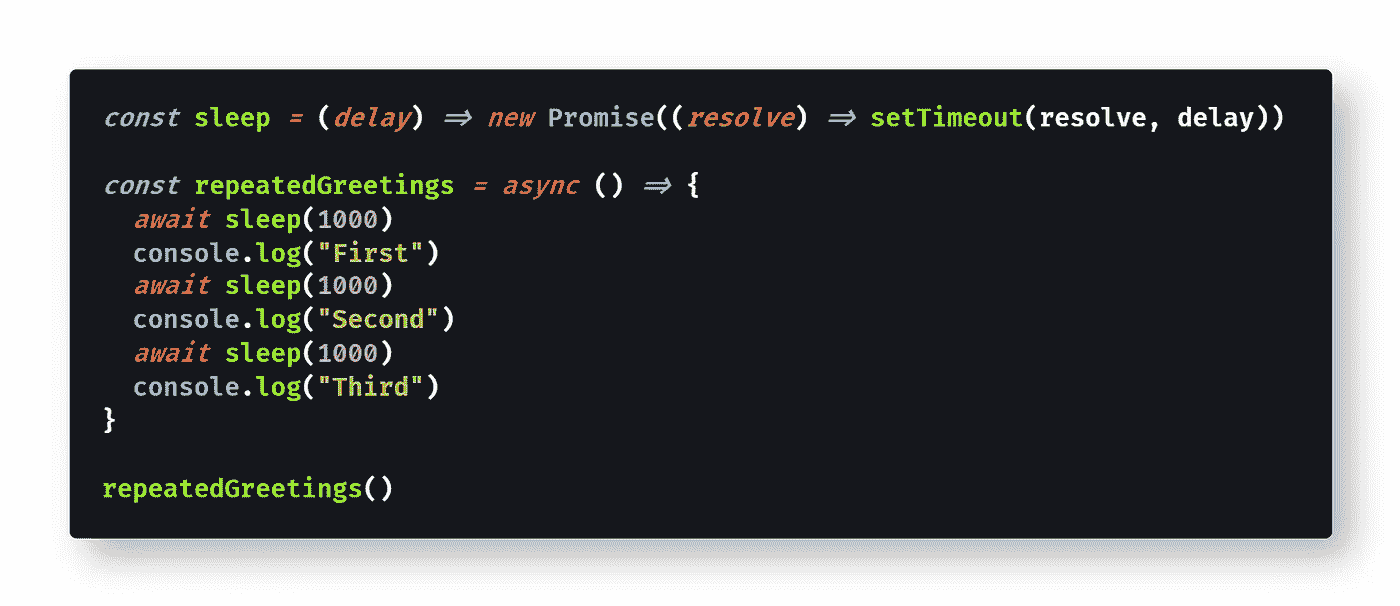 const sleep = (delay) => new Promise((resolve) => setTimeout(resolve, delay))
const repeatedGreetings = async () => {
  await sleep(1000)
  console.log("First")
  await sleep(1000)
  console.log("Second")
  await sleep(1000)
  console.log("Third")
}
repeatedGreetings()